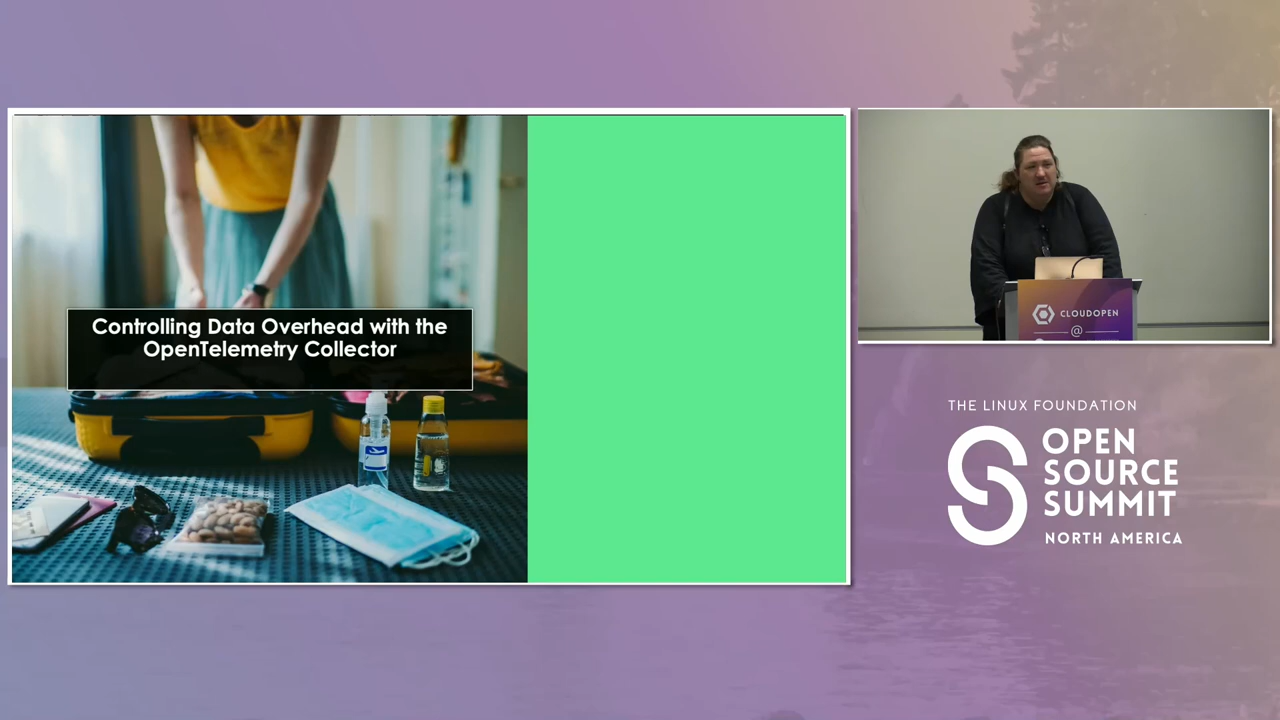 Controlling Data Overhead with the
OpenTelemetry Collector
CLOUDOPEN
@
THE LINUX FOUNDATION
OPEN
SOURCE
SUMMIT
NORTH AMERICA